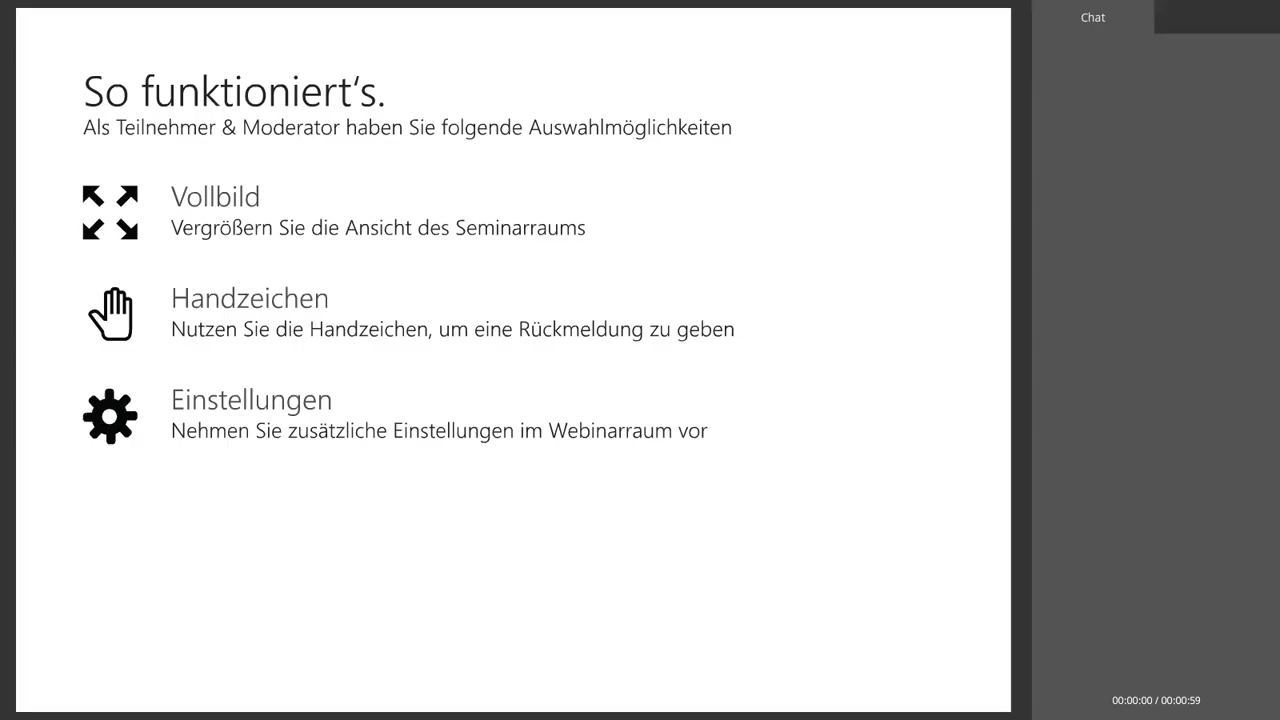 So funktioniert‘s.
Als Teilnehmer & Moderator haben Sie folgende Auswahlmöglichkeiten
Vollbild
Vergrößern Sie die Ansicht des Seminarraums
Handzeichen
Nutzen Sie die Handzeichen, um eine Rückmeldung zu geben
Einstellungen
Nehmen Sie zusätzliche Einstellungen im Webinarraum vor
Chat
00:00:00 / 00:00:59